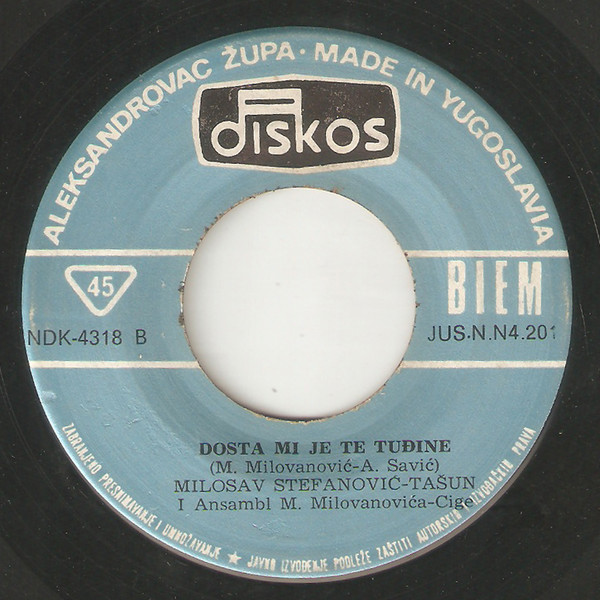 ALEKSANDROVAC ŽUPA · MADE IN YUGOSLAVIA
DISKOS
45
BIEM
NDK-4318 B
JUS.N.N4.201
DOSTA MI JE TE TUĐINE
(M. Milovanović-A. Savić)
MILOSAV STEFANOVIĆ-TAŠUN
I Ansambl M. Milovanovića-Cige
ZABRANJENO PRESNIMAVANJE I UMNOŽAVANJE ★ JAVNO IZVOĐENJE PODLEŽE ZAŠTITI AUTORSKIH I IZVOĐAČKIH PRAVA